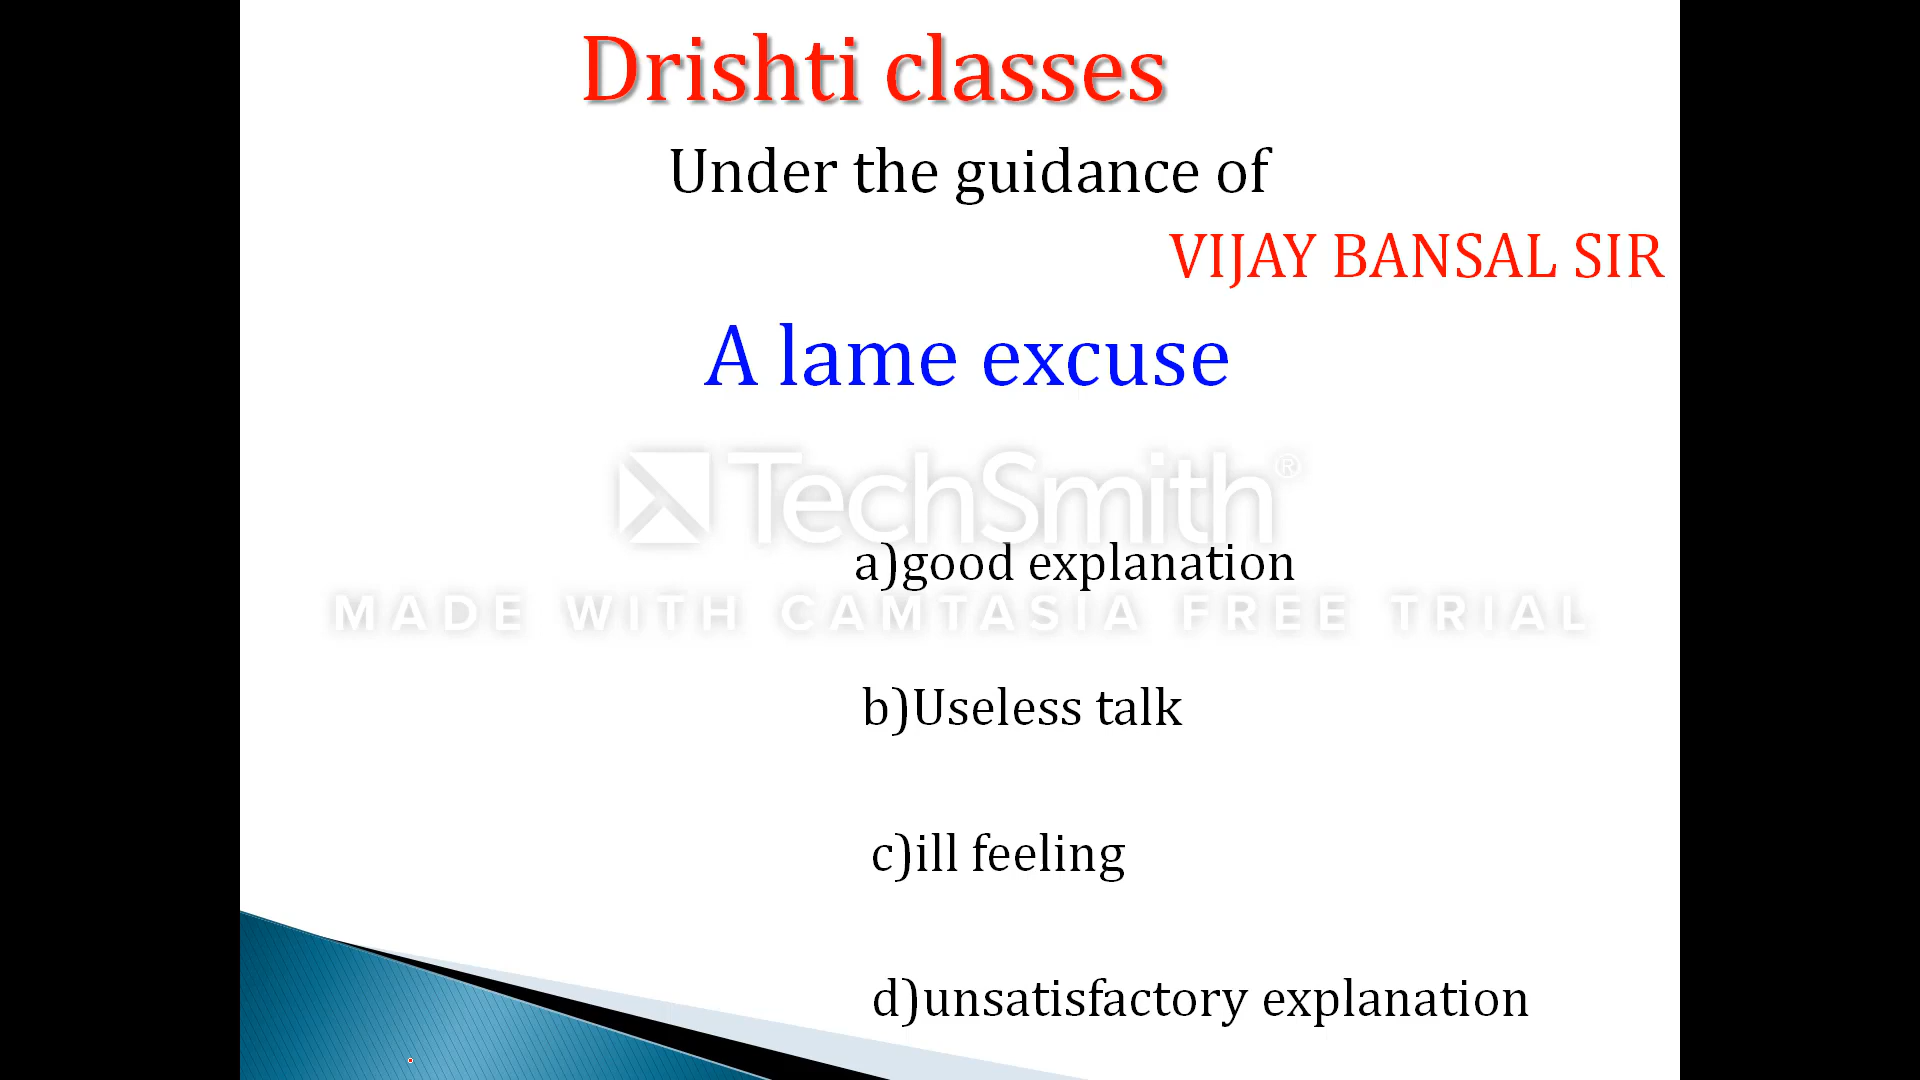 Drishti classes
Under the guidance of
VIJAY BANSAL SIR
A lame excuse
TechSmith®
a)good explanation
MADE WITH CAMTASIA FREE TRIAL
b)Useless talk
c)ill feeling
d)unsatisfactory explanation